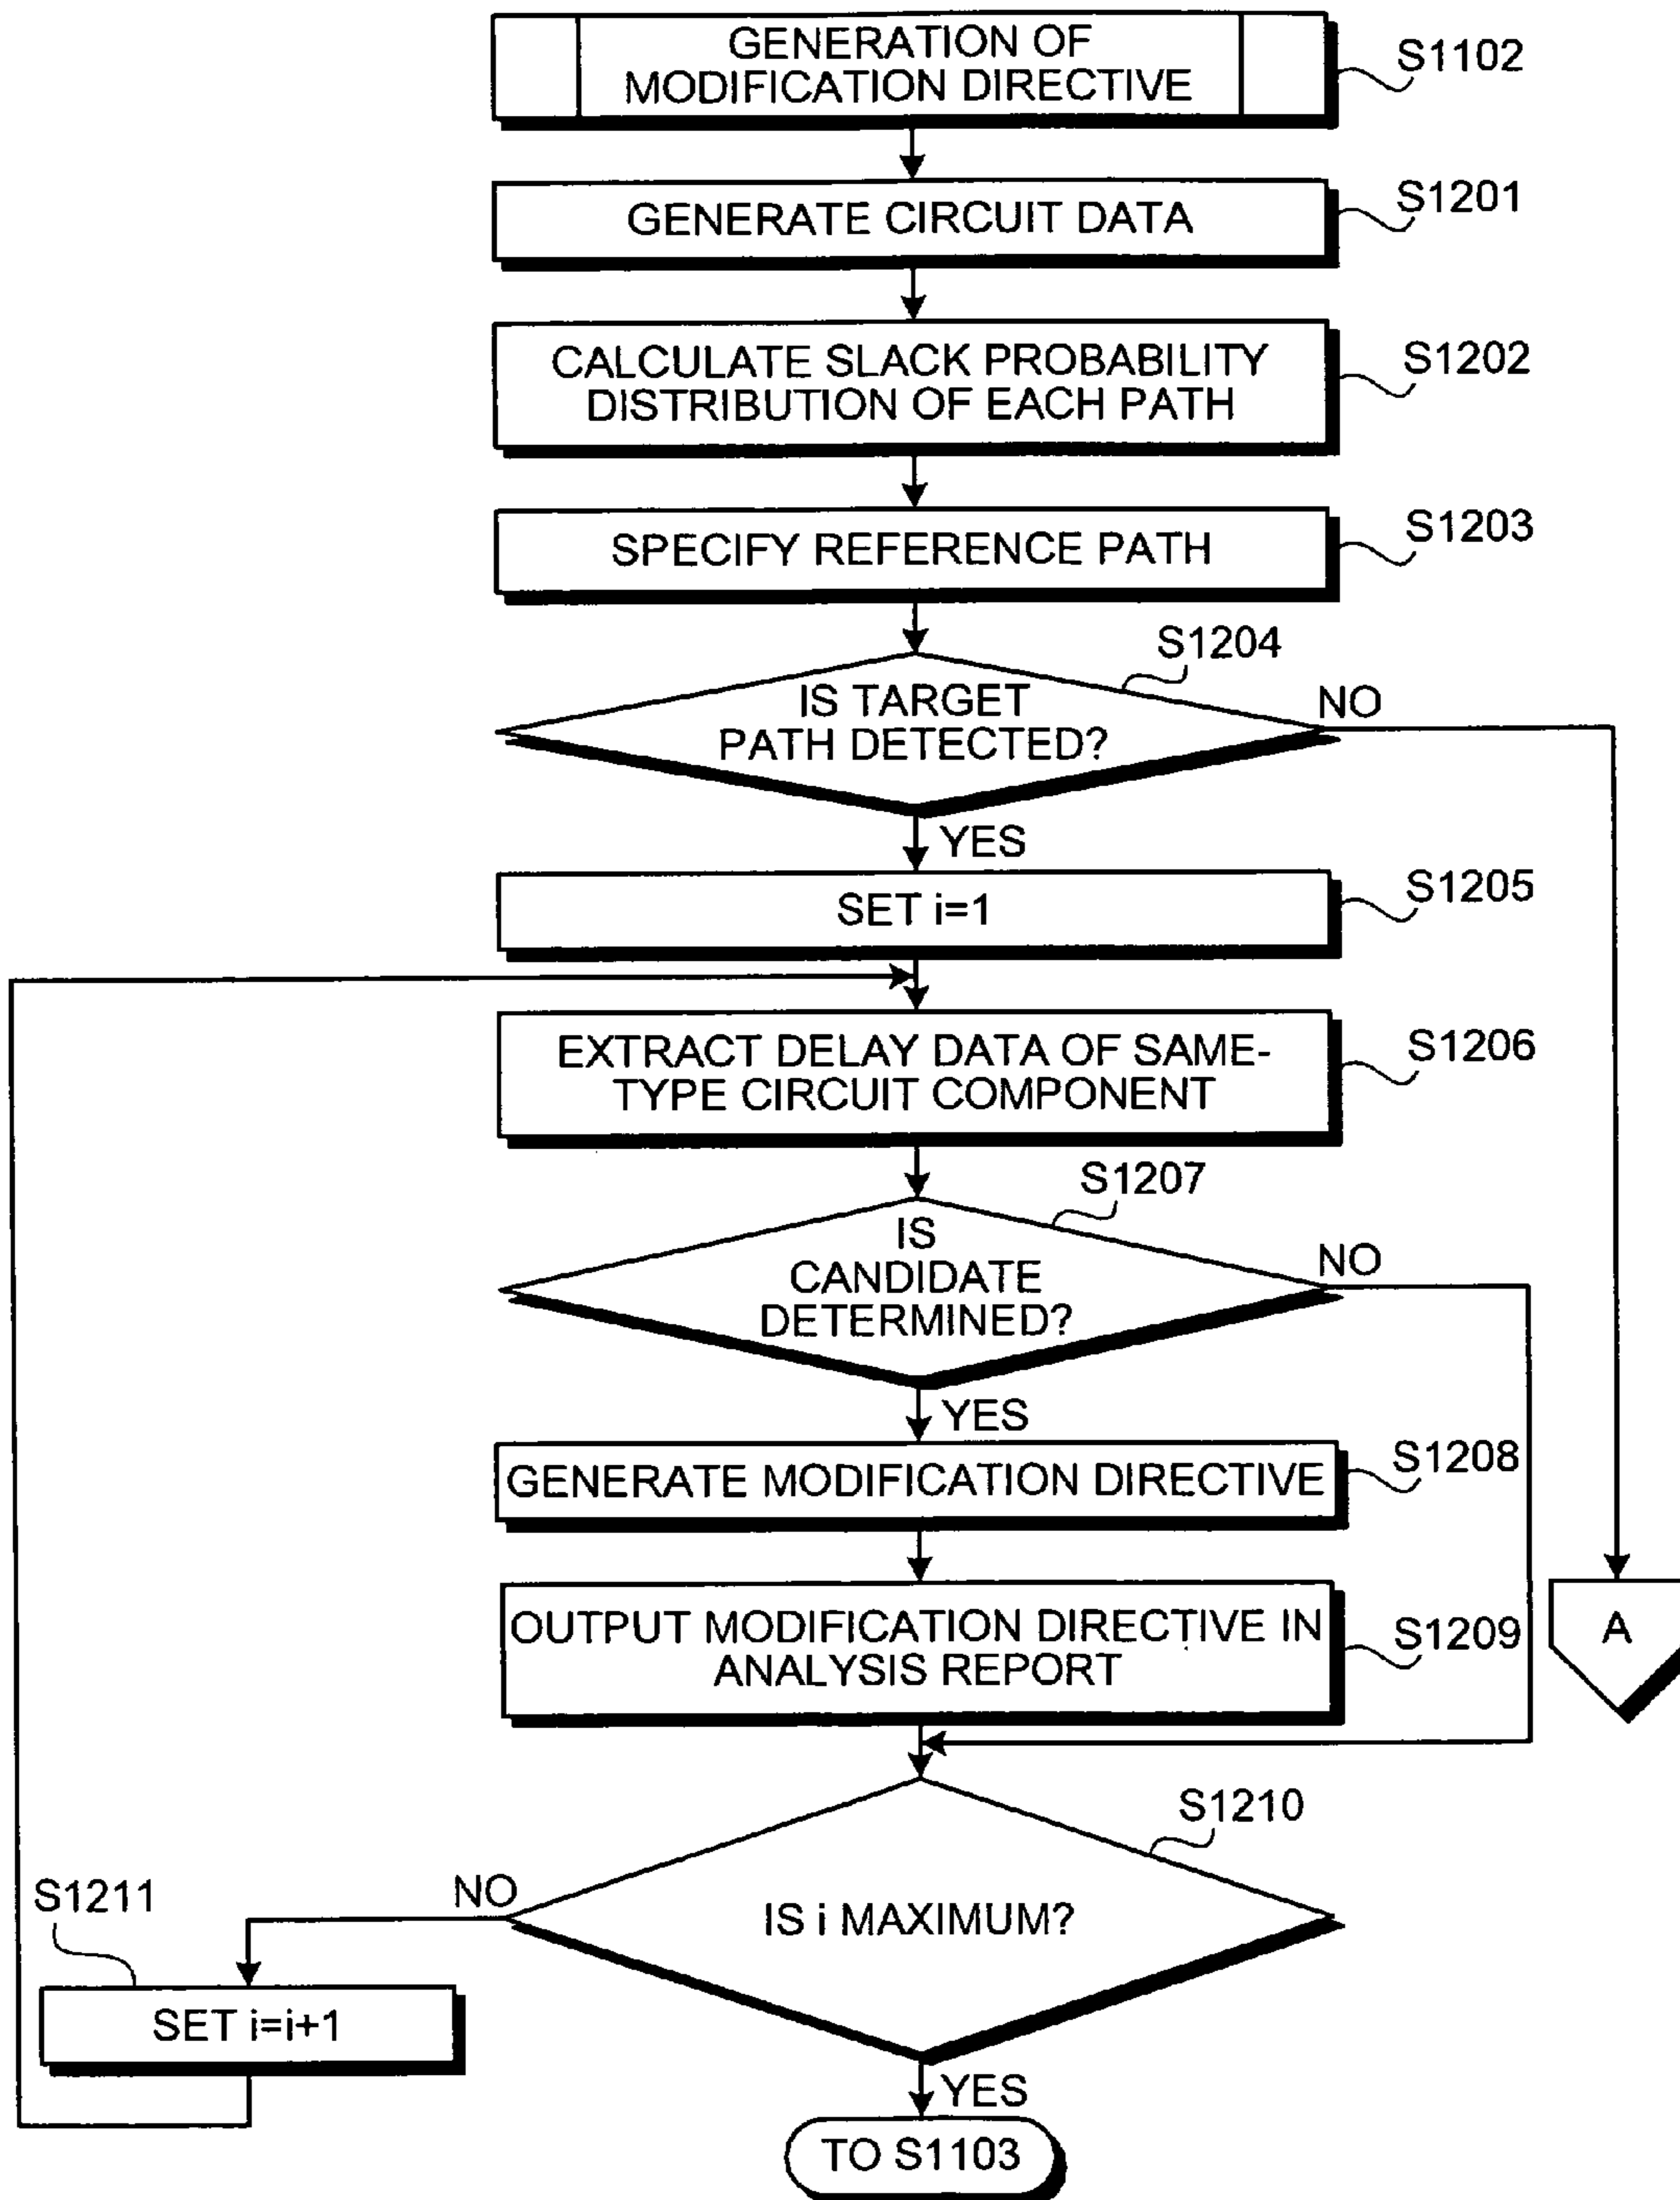 GENERATION OF
MODIFICATION DIRECTIVE
S1102
GENERATE CIRCUIT DATA
S1201
CALCULATE SLACK PROBABILITY
DISTRIBUTION OF EACH PATH
S1202
SPECIFY REFERENCE PATH
S1203
S1204
IS TARGET
PATH DETECTED?
NO
YES
SET i=1
S1205
EXTRACT DELAY DATA OF SAME-
TYPE CIRCUIT COMPONENT
S1206
S1207
IS
CANDIDATE
DETERMINED?
NO
YES
GENERATE MODIFICATION DIRECTIVE
S1208
OUTPUT MODIFICATION DIRECTIVE IN
ANALYSIS REPORT
S1209
A
S1210
IS i MAXIMUM?
NO
S1211
SET i=i+1
YES
TO S1103